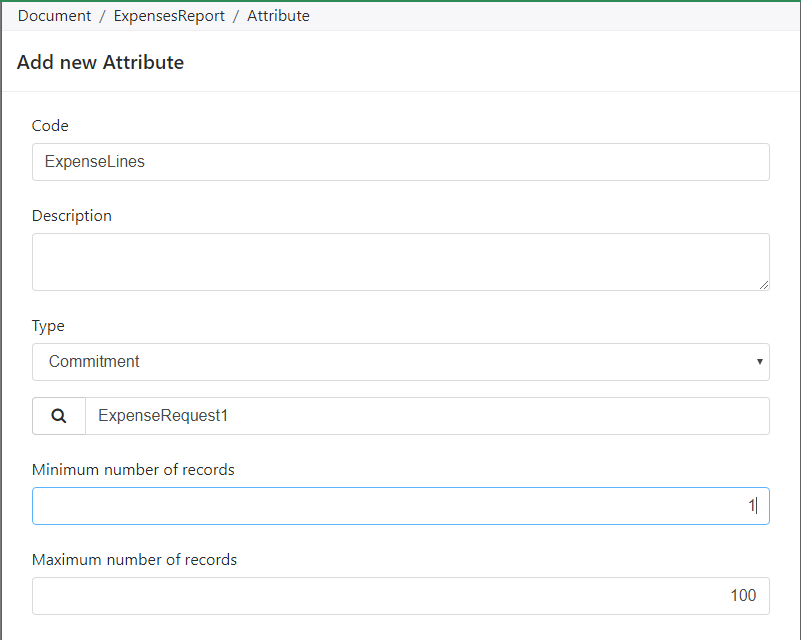 Document / ExpensesReport / Attribute
Add new Attribute
Code
ExpenseLines
Description
Type
Commitment
ExpenseRequest1
Minimum number of records
1
Maximum number of records
100